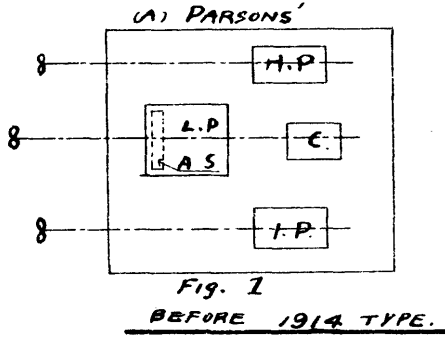 (A) PARSONS'
H.P
L.P
C.
A S
I.P.
Fig. 1
BEFORE 1914 TYPE.